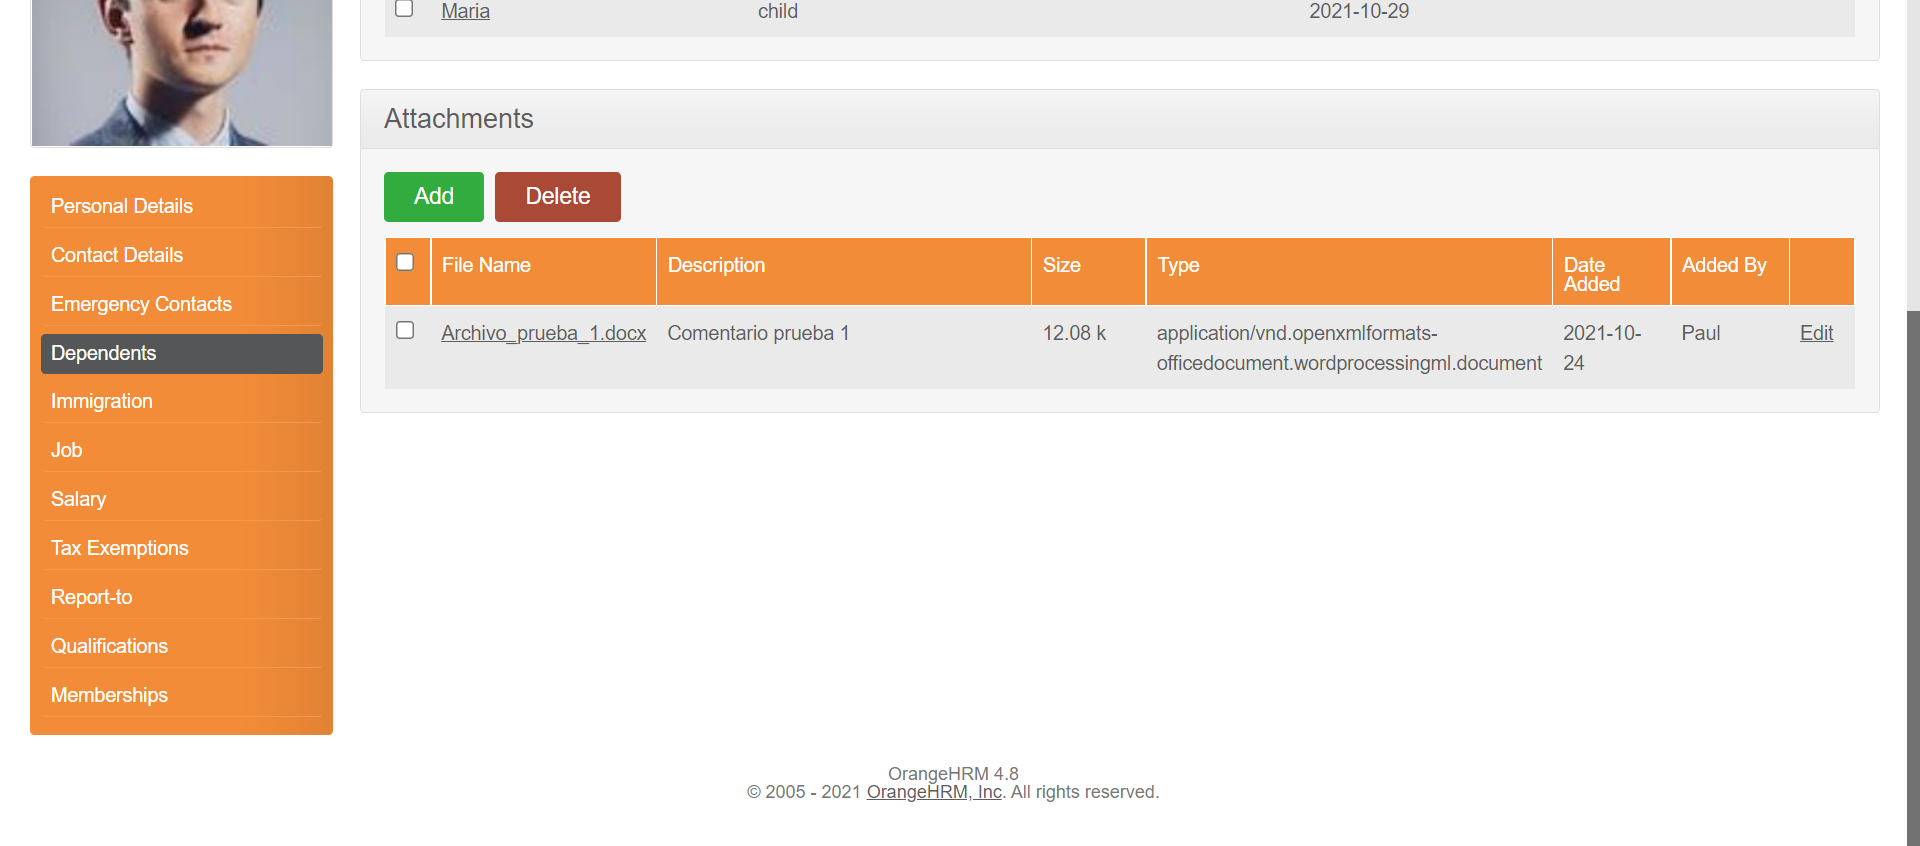 Maria child 2021-10-29
Attachments
Add Delete
File Name Description Size Type Date Added Added By
Archivo_prueba_1.docx Comentario prueba 1 12.08 k application/vnd.openxmlformats-officedocument.wordprocessingml.document 2021-10-24 Paul Edit
Personal Details
Contact Details
Emergency Contacts
Dependents
Immigration
Job
Salary
Tax Exemptions
Report-to
Qualifications
Memberships
OrangeHRM 4.8
© 2005 - 2021 OrangeHRM, Inc. All rights reserved.